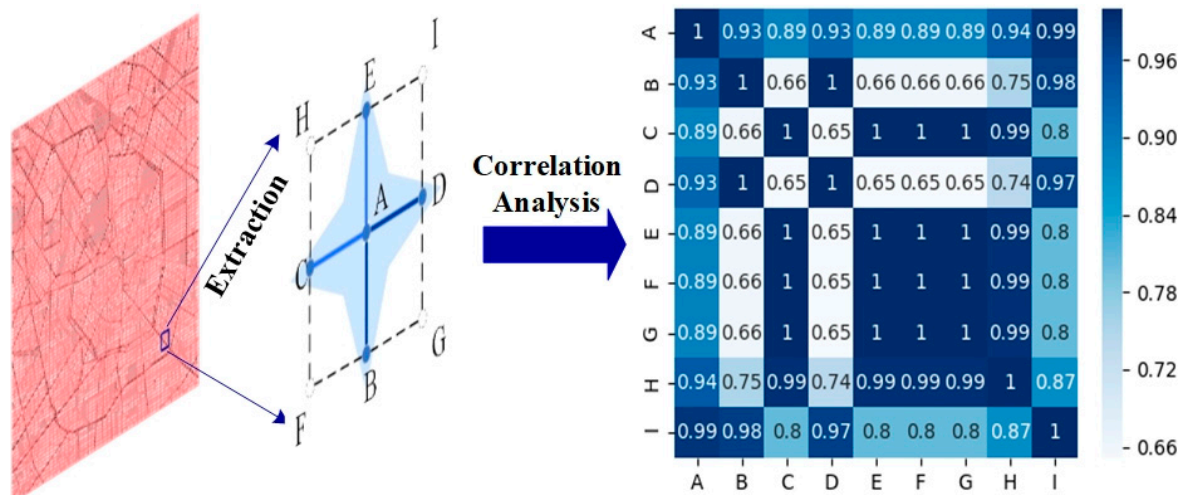 I
E
H
D
A
C
G
B
F
Extraction
Correlation
Analysis
A 1 0.93 0.89 0.93 0.89 0.89 0.89 0.94 0.99
B 0.93 1 0.66 1 0.66 0.66 0.66 0.75 0.98
C 0.89 0.66 1 0.65 1 1 1 0.99 0.8
D 0.93 1 0.65 1 0.65 0.65 0.65 0.74 0.97
E 0.89 0.66 1 0.65 1 1 1 0.99 0.8
F 0.89 0.66 1 0.65 1 1 1 0.99 0.8
G 0.89 0.66 1 0.65 1 1 1 0.99 0.8
H 0.94 0.75 0.99 0.74 0.99 0.99 0.99 1 0.87
I 0.99 0.98 0.8 0.97 0.8 0.8 0.8 0.87 1
A B C D E F G H I
0.96
0.90
0.84
0.78
0.72
0.66